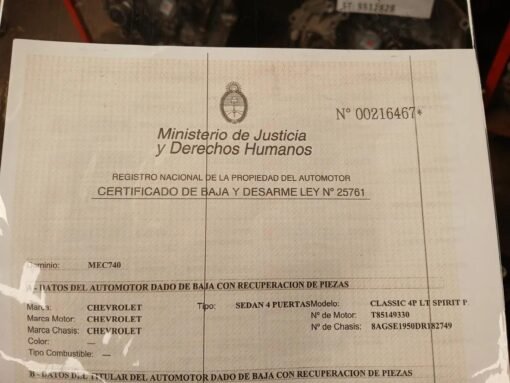 ST: 5512828
N° 00216467*
Ministerio de Justicia
y Derechos Humanos
REGISTRO NACIONAL DE LA PROPIEDAD DEL AUTOMOTOR
CERTIFICADO DE BAJA Y DESARME LEY N° 25761
Dominio: MEC740
A - DATOS DEL AUTOMOTOR DADO DE BAJA CON RECUPERACION DE PIEZAS
Marca: CHEVROLET Tipo: SEDAN 4 PUERTAS Modelo: CLASSIC 4P LT SPIRIT P
Marca Motor: CHEVROLET N° de Motor: T85149330
Marca Chasis: CHEVROLET N° de Chasis: 8AGSE1950DR182749
Color: ---
Tipo Combustible: ---
B - DATOS DEL TITULAR DEL AUTOMOTOR DADO DE BAJA CON RECUPERACION DE PIEZAS